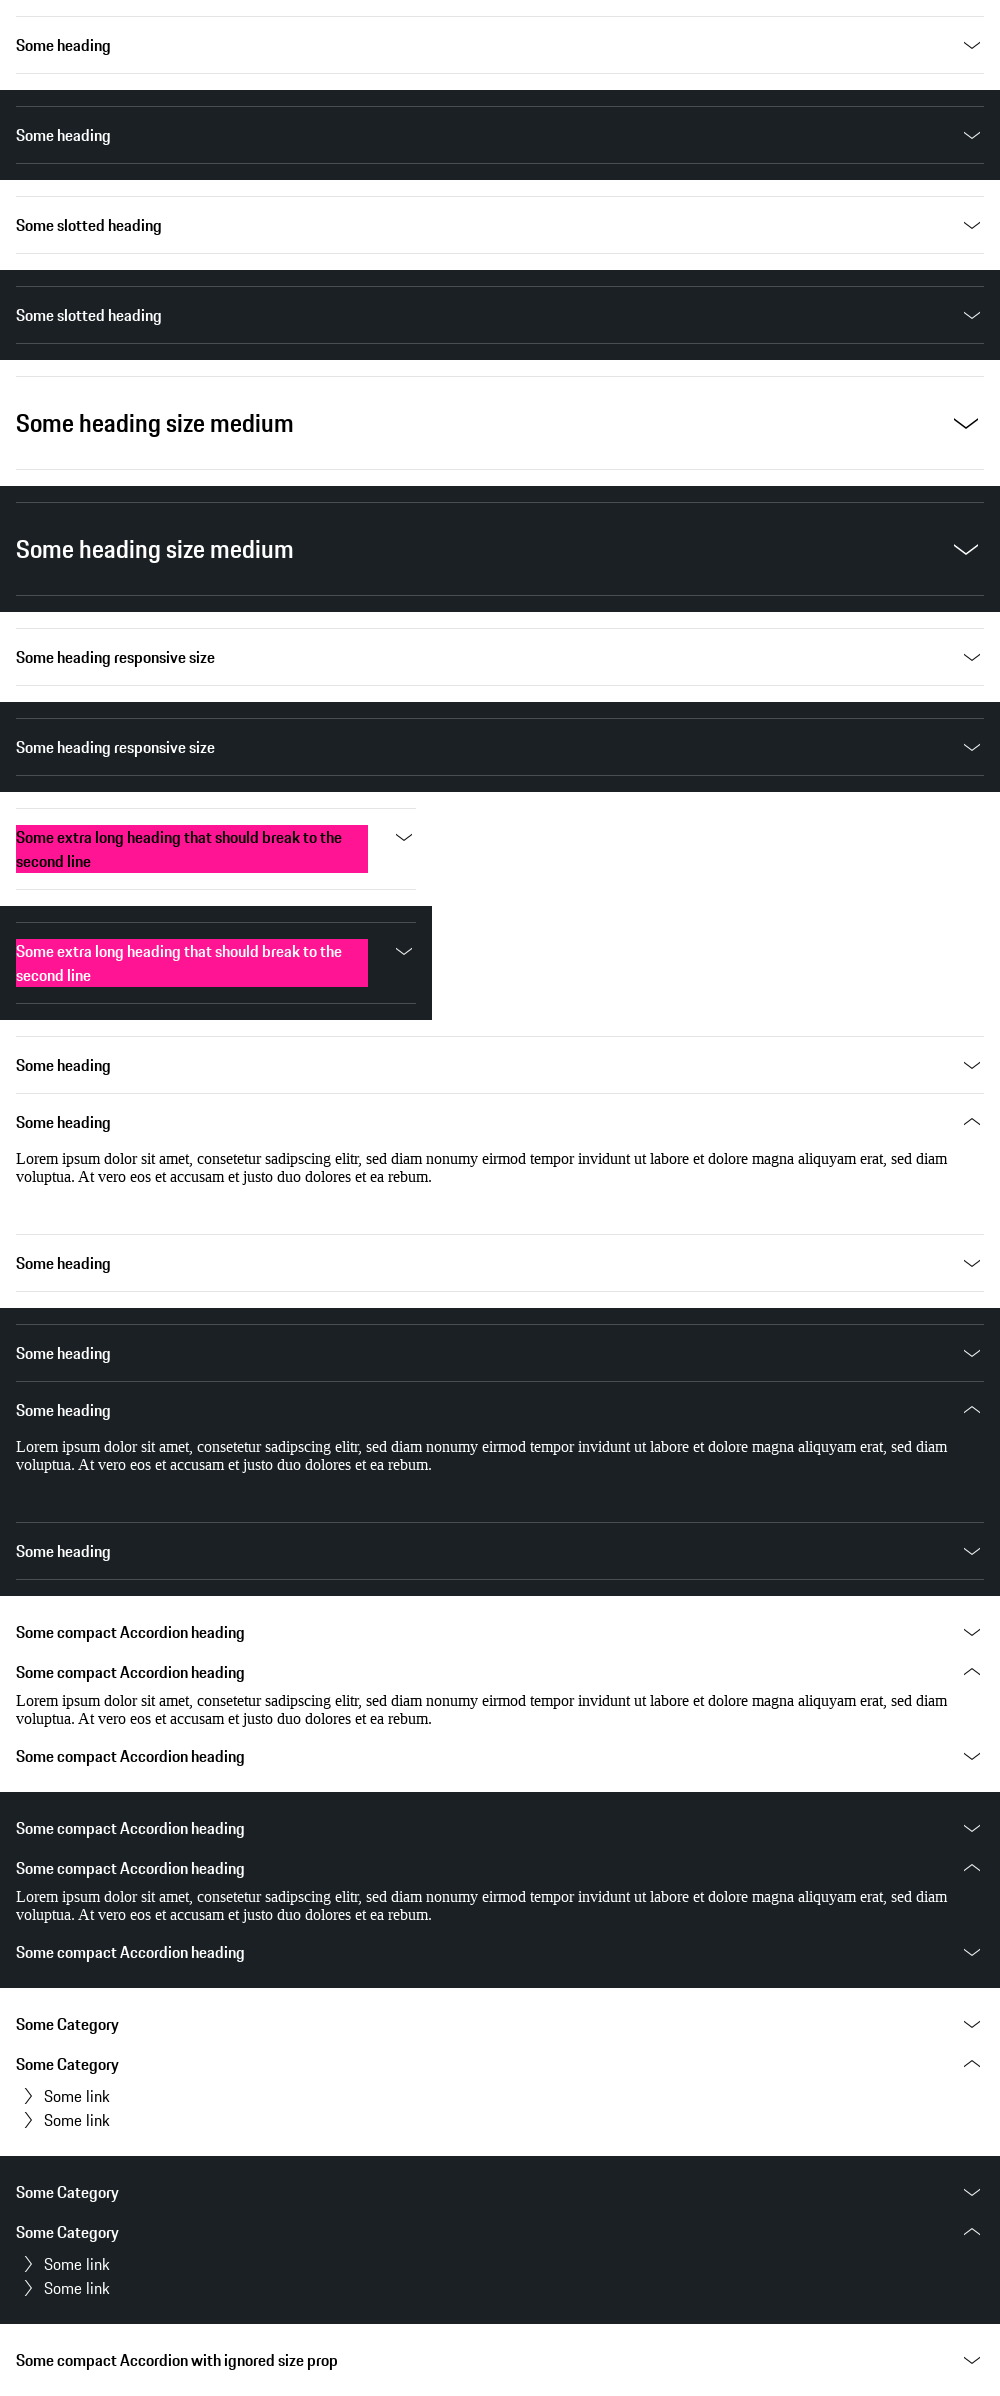 Some heading
Some heading
Some slotted heading
Some slotted heading
Some heading size medium
Some heading size medium
Some heading responsive size
Some heading responsive size
Some extra long heading that should break to the
second line
Some extra long heading that should break to the
second line
Some heading
Some heading
Lorem ipsum dolor sit amet, consetetur sadipscing elitr, sed diam nonumy eirmod tempor invidunt ut labore et dolore magna aliquyam erat, sed diam
voluptua. At vero eos et accusam et justo duo dolores et ea rebum.
Some heading
Some heading
Some heading
Lorem ipsum dolor sit amet, consetetur sadipscing elitr, sed diam nonumy eirmod tempor invidunt ut labore et dolore magna aliquyam erat, sed diam
voluptua. At vero eos et accusam et justo duo dolores et ea rebum.
Some heading
Some compact Accordion heading
Some compact Accordion heading
Lorem ipsum dolor sit amet, consetetur sadipscing elitr, sed diam nonumy eirmod tempor invidunt ut labore et dolore magna aliquyam erat, sed diam
voluptua. At vero eos et accusam et justo duo dolores et ea rebum.
Some compact Accordion heading
Some compact Accordion heading
Some compact Accordion heading
Lorem ipsum dolor sit amet, consetetur sadipscing elitr, sed diam nonumy eirmod tempor invidunt ut labore et dolore magna aliquyam erat, sed diam
voluptua. At vero eos et accusam et justo duo dolores et ea rebum.
Some compact Accordion heading
Some Category
Some Category
Some link
Some link
Some Category
Some Category
Some link
Some link
Some compact Accordion with ignored size prop